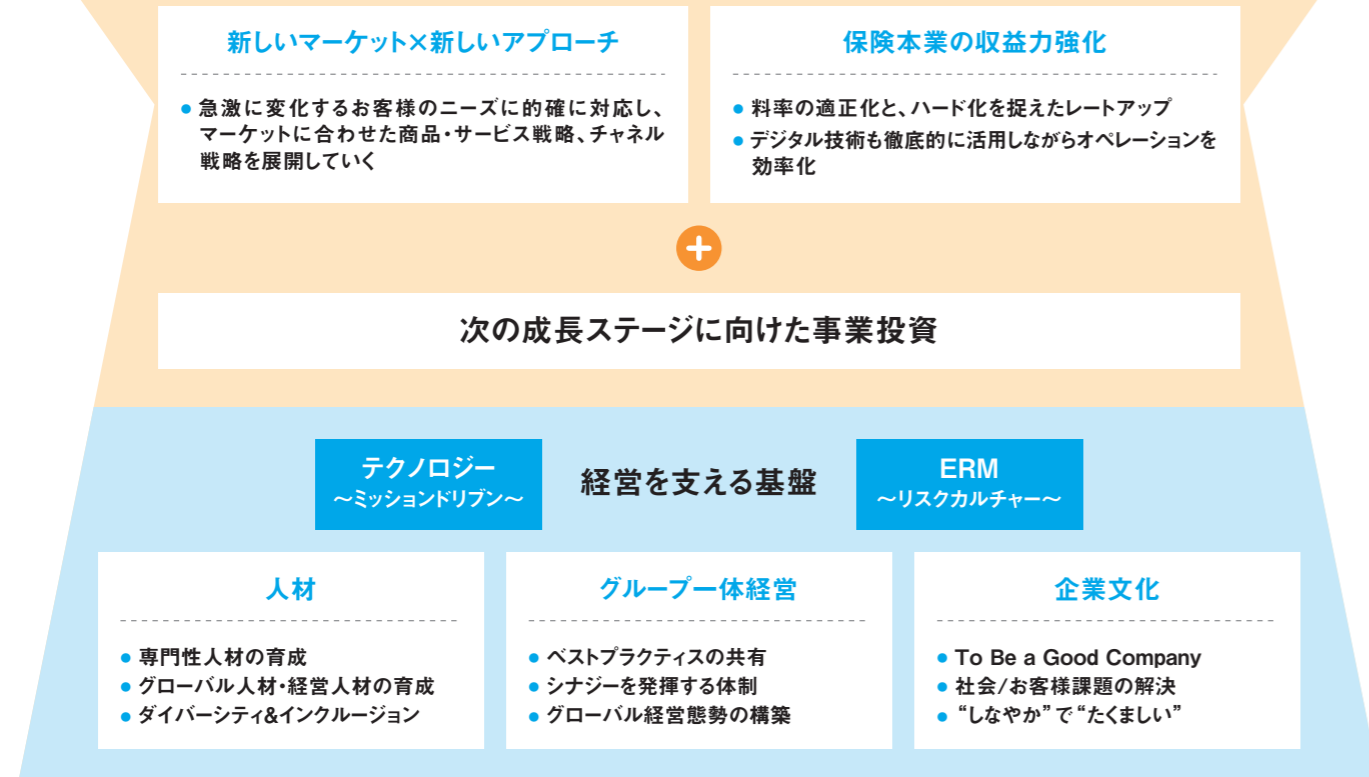 新しいマーケット×新しいアプローチ
● 急激に変化するお客様のニーズに的確に対応し、
マーケットに合わせた商品・サービス戦略、チャネル
戦略を展開していく
保険本業の収益力強化
● 料率の適正化と、ハード化を捉えたレートアップ
● デジタル技術も徹底的に活用しながらオペレーションを
効率化
+
次の成長ステージに向けた事業投資
テクノロジー
～ミッションドリブン～
経営を支える基盤
ERM
～リスクカルチャー～
人材
● 専門性人材の育成
● グローバル人材・経営人材の育成
● ダイバーシティ&インクルージョン
グループ一体経営
● ベストプラクティスの共有
● シナジーを発揮する体制
● グローバル経営態勢の構築
企業文化
● To Be a Good Company
● 社会/お客様課題の解決
● “しなやか”で“たくましい”